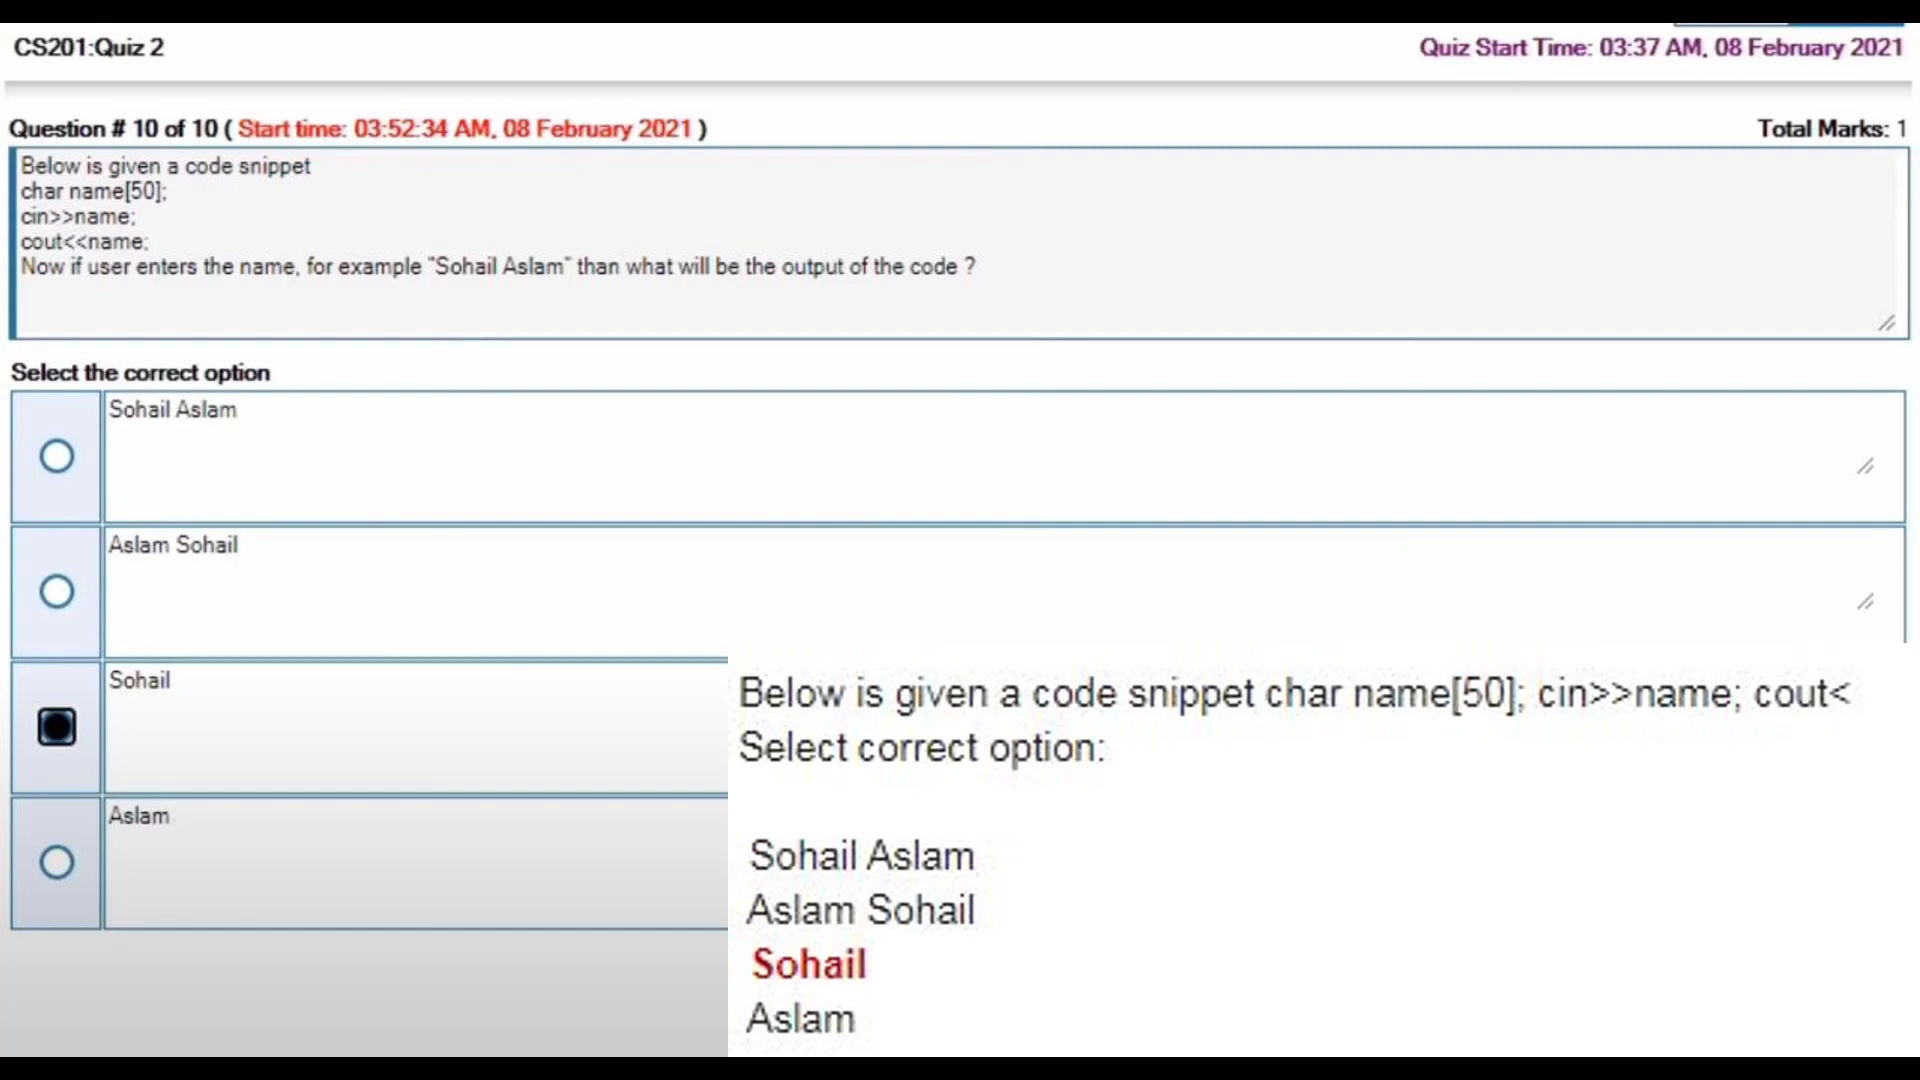 CS201:Quiz 2
Quiz Start Time: 03:37 AM, 08 February 2021
Question # 10 of 10 ( Start time: 03:52:34 AM, 08 February 2021 )
Total Marks: 1
Below is given a code snippet
char name[50];
cin>>name;
cout<<name;
Now if user enters the name, for example "Sohail Aslam" than what will be the output of the code ?
Select the correct option
Sohail Aslam
Aslam Sohail
Sohail
Aslam
Below is given a code snippet char name[50]; cin>>name; cout<
Select correct option:
Sohail Aslam
Aslam Sohail
Sohail
Aslam